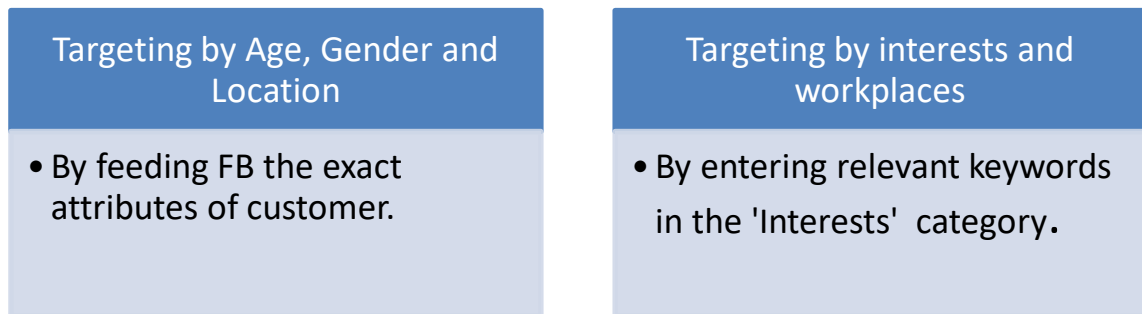 Targeting by Age, Gender and
Location
• By feeding FB the exact
attributes of customer.
Targeting by interests and
workplaces
• By entering relevant keywords
in the 'Interests'  category.